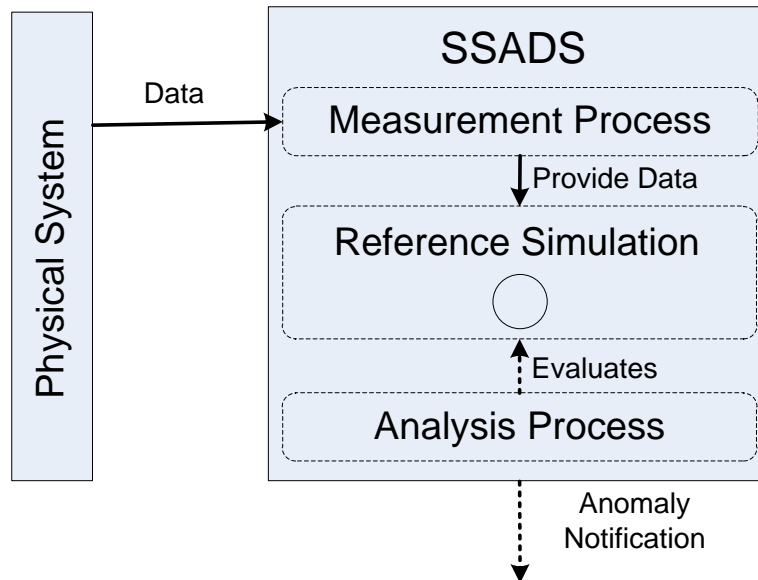 Physical System
Data
SSADS
Measurement Process
Provide Data
Reference Simulation
Evaluates
Analysis Process
Anomaly
Notification